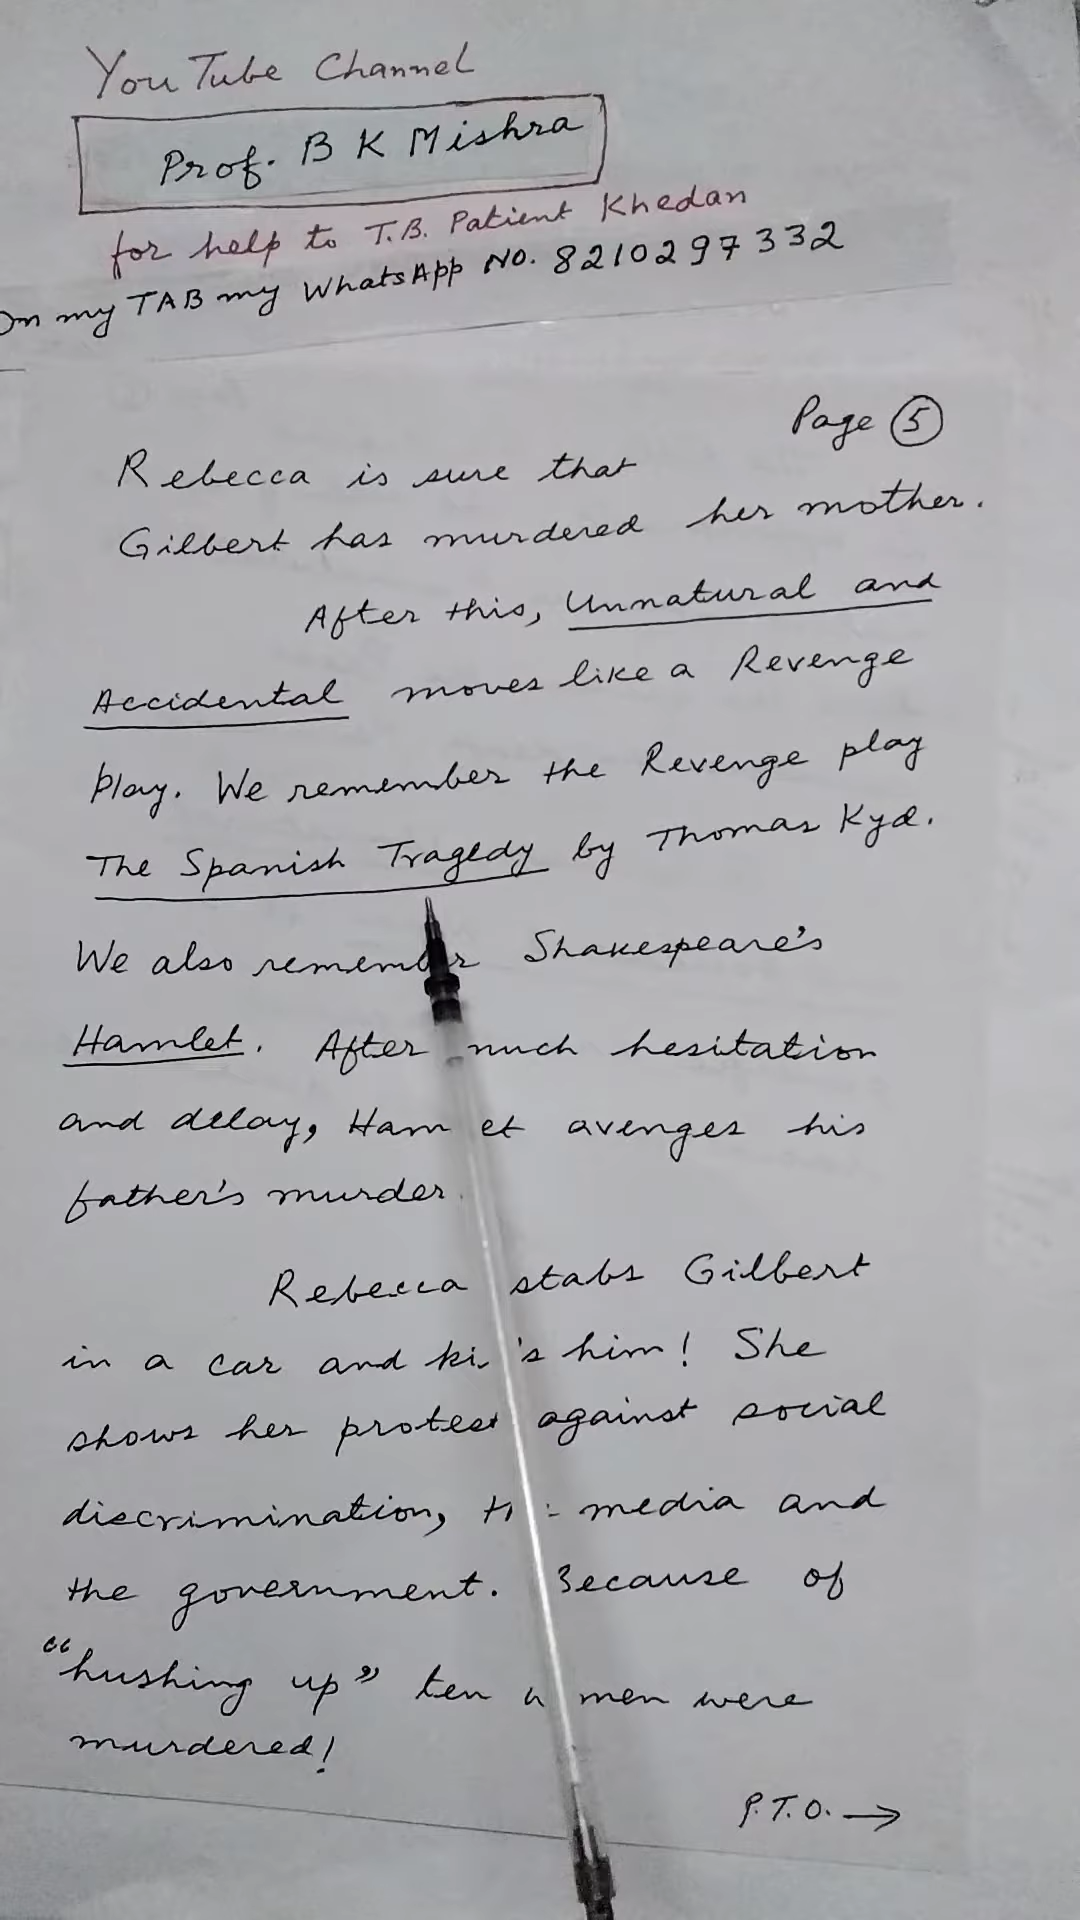 YouTube Channel
Prof. B K Mishra
for help to T.B. Patient Khedan
On my TAB my WhatsApp NO. 8210297332
Page 5
Rebecca is sure that
Gilbert has murdered her mother.
After this, Unnatural and
Accidental moves like a Revenge
play. We remember the Revenge play
The Spanish Tragedy by Thomas Kyd.
We also remember Shakespeare's
Hamlet. After much hesitation
and delay, Hamlet avenges his
father's murder.
Rebecca stabs Gilbert
in a car and kills him! She
shows her protest against social
discrimination, the media and
the government. Because of
"hushing up" ten women were
murdered!
P.T.O. →